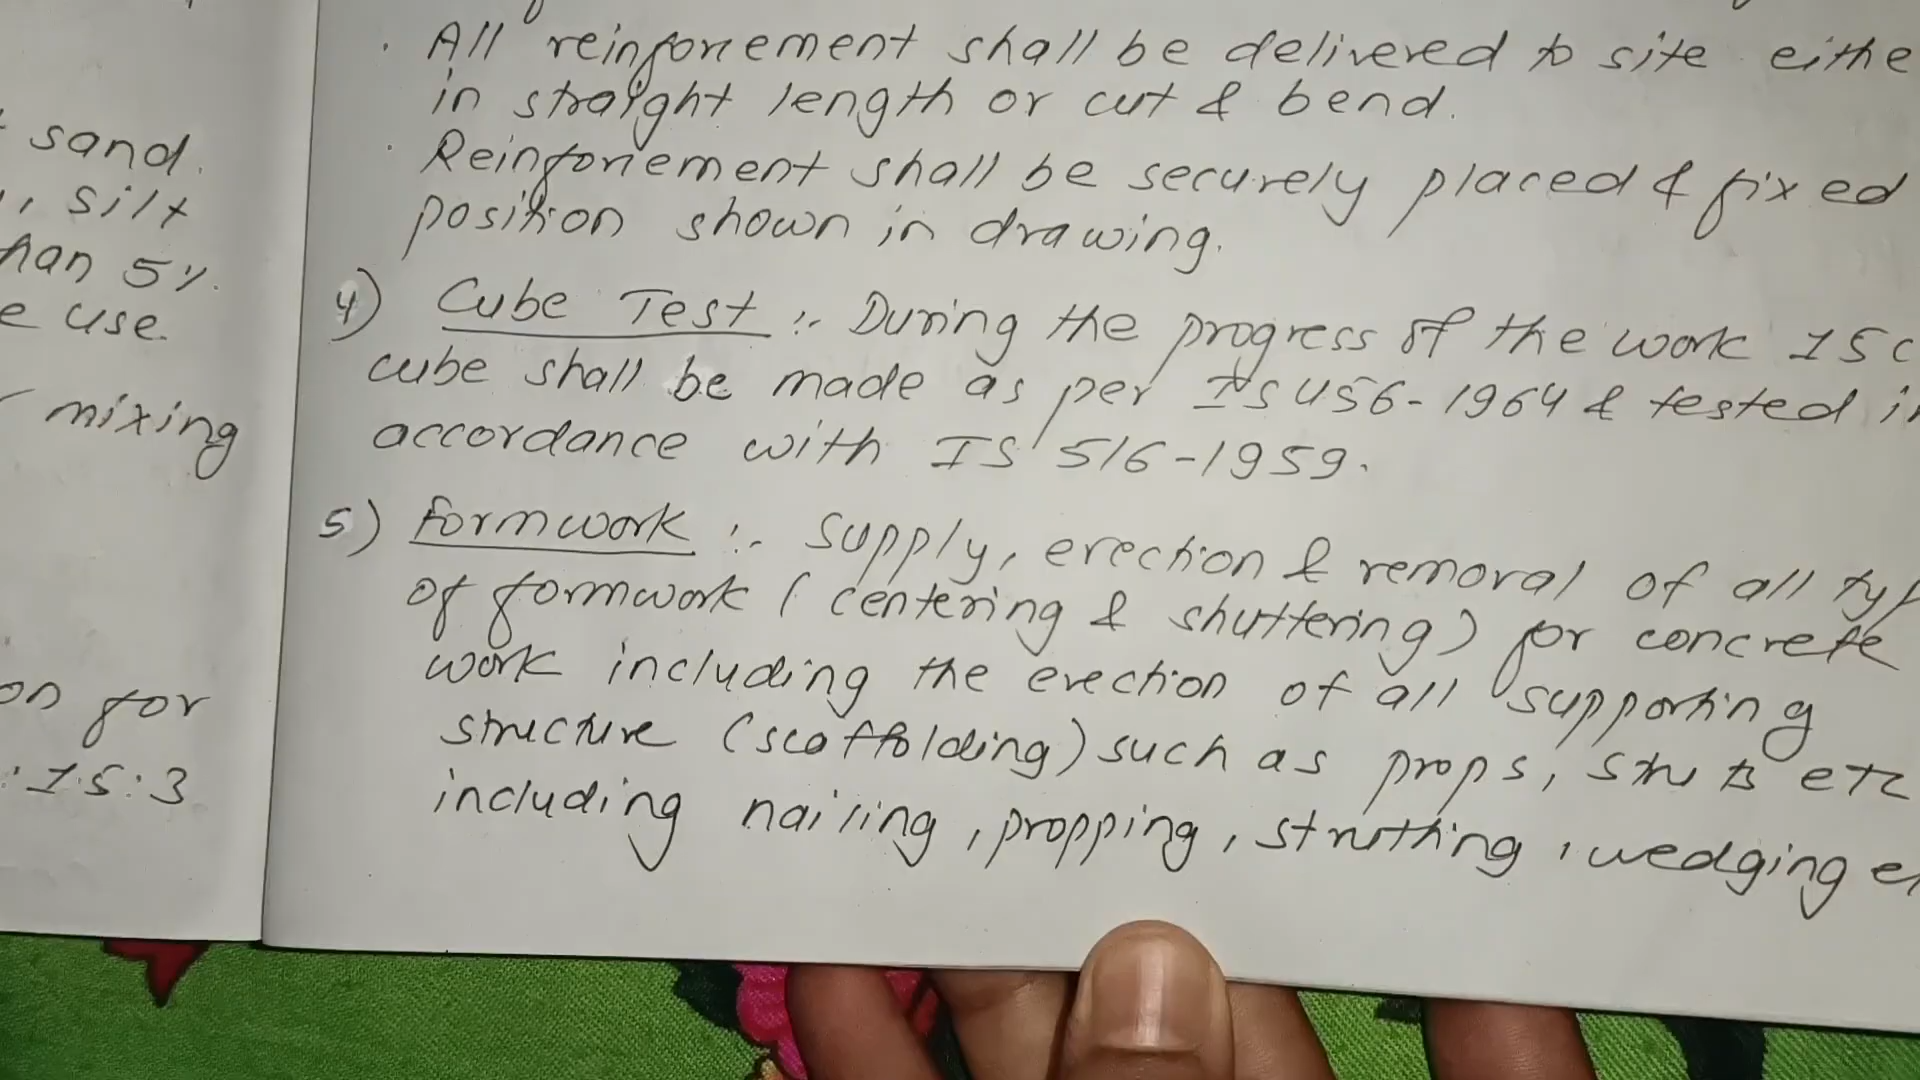 sand.
silt
han 5%.
e use.
mixing
on for
:1.5:3
. All reinforcement shall be delivered to site eithe
in straight length or cut & bend.
. Reinforcement shall be securely placed & fixed
position shown in drawing.
4) Cube Test :- During the progress of the work 15 c
cube shall be made as per IS 456-1964 & tested in
accordance with IS 516-1959.
5) Formwork :- Supply, erection & removal of all typ
of formwork (centering & shuttering) for concrete
work including the erection of all supporting
structure (scaffolding) such as props, struts etc
including nailing, propping, strutting, wedging e